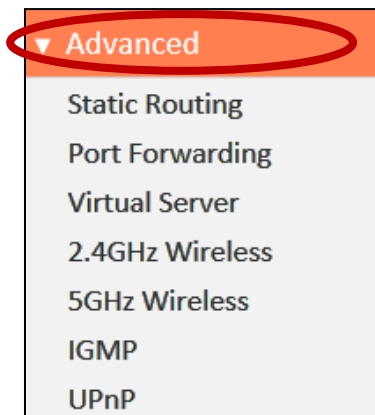 ▼ Advanced
Static Routing
Port Forwarding
Virtual Server
2.4GHz Wireless
5GHz Wireless
IGMP
UPnP